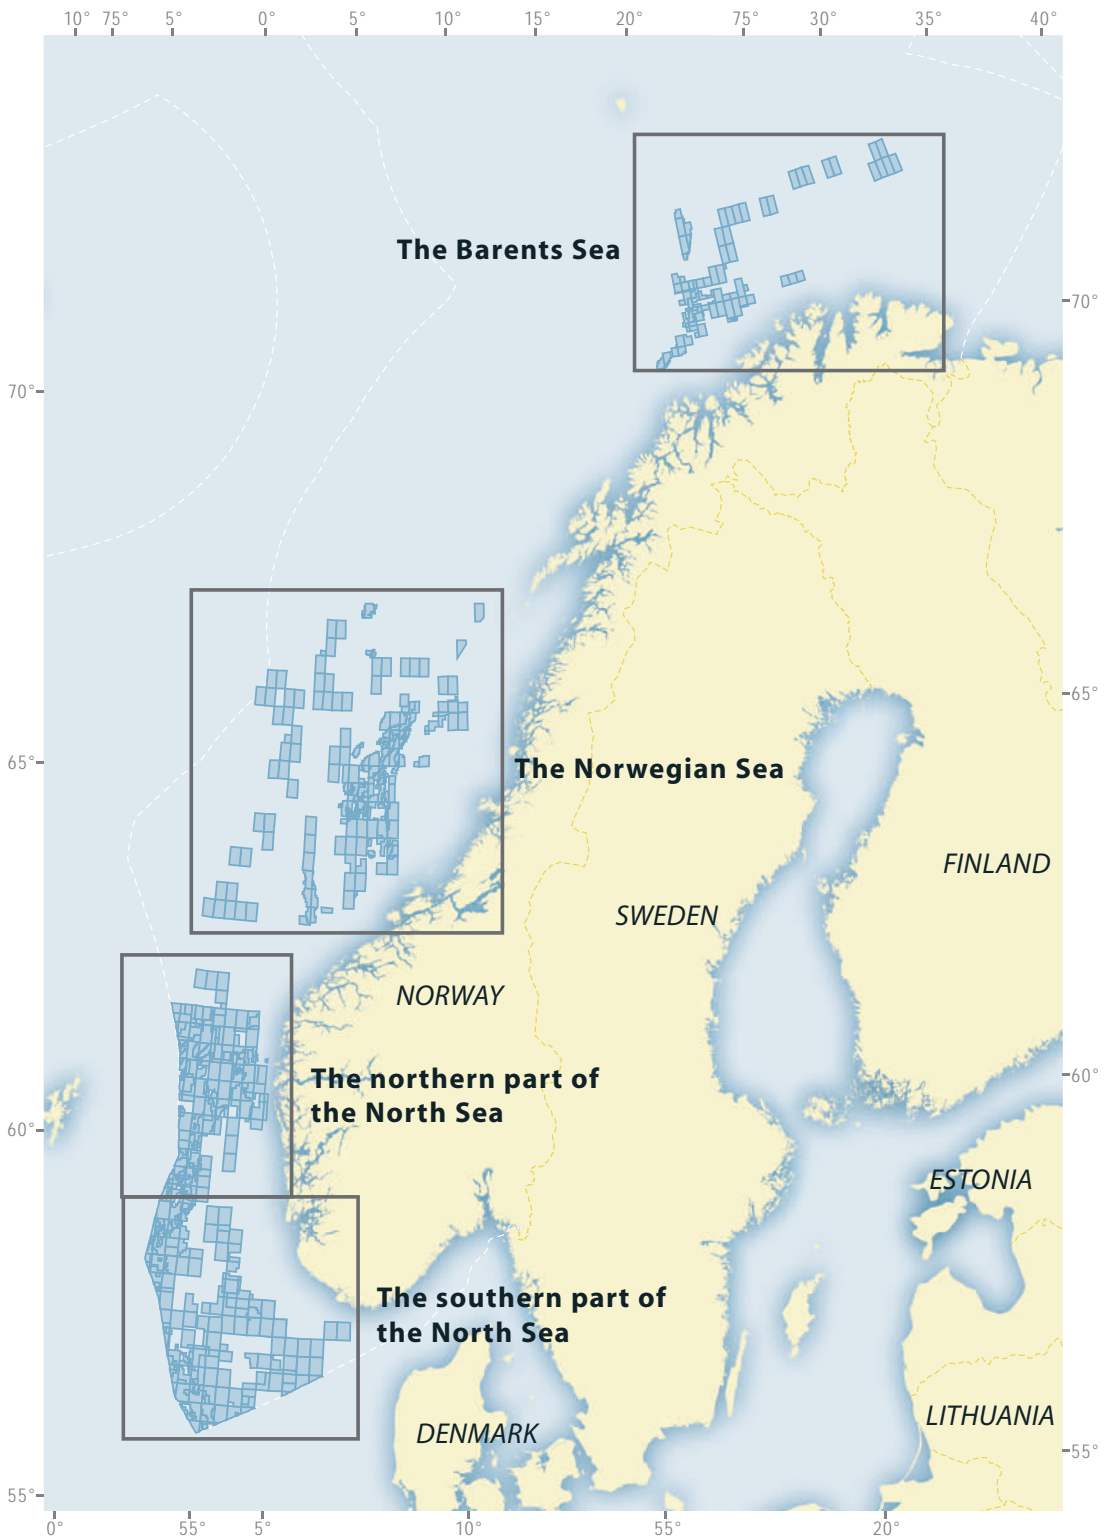 10° 75° 5° 0° 5° 10° 15° 20° 75° 30° 35° 40°
The Barents Sea
70°
70°
65°
65°
The Norwegian Sea
FINLAND
SWEDEN
NORWAY
The northern part of
the North Sea
60°
60°
ESTONIA
The southern part of
the North Sea
LITHUANIA
DENMARK
55°
55°
0° 55° 5° 10° 55° 20°